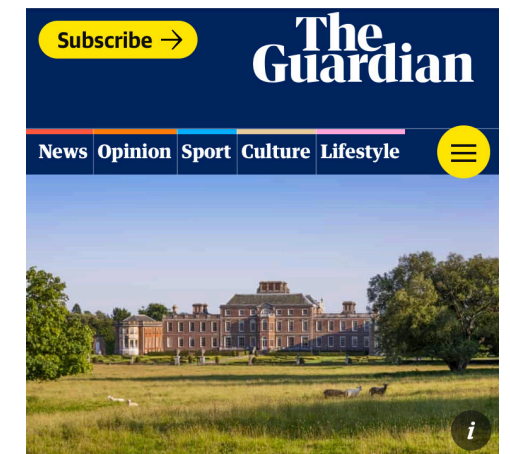 Subscribe →
The
Guardian
News Opinion Sport Culture Lifestyle
i